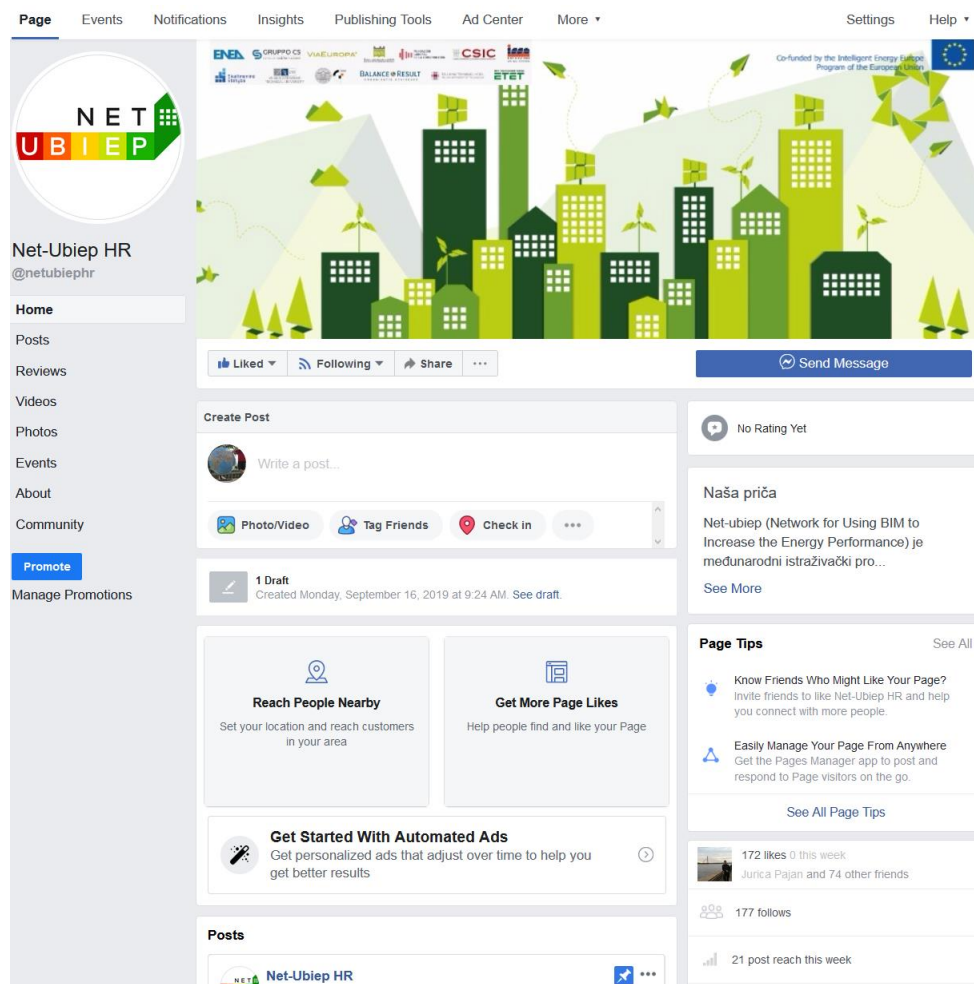 Page Events Notifications Insights Publishing Tools Ad Center More Settings Help
ENEA GRUPPO CS VIAEUROPA CSIC
BALANCE & RESULT ETET
Co-funded by the Intelligent Energy Europe
Program of the European Union
NET
UBIEP
Net-Ubiep HR
@netubiephr
Home
Posts
Reviews
Videos
Photos
Events
About
Community
Promote
Manage Promotions
Liked Following Share ...
Send Message
Create Post
Write a post...
Photo/Video Tag Friends Check in ...
1 Draft
Created Monday, September 16, 2019 at 9:24 AM. See draft.
Reach People Nearby
Set your location and reach customers
in your area
Get More Page Likes
Help people find and like your Page
Get Started With Automated Ads
Get personalized ads that adjust over time to help you
get better results
Posts
NET
Net-Ubiep HR
No Rating Yet
Naša priča
Net-ubiep (Network for Using BIM to
Increase the Energy Performance) je
međunarodni istraživački pro...
See More
Page Tips See All
Know Friends Who Might Like Your Page?
Invite friends to like Net-Ubiep HR and help
you connect with more people.
Easily Manage Your Page From Anywhere
Get the Pages Manager app to post and
respond to Page visitors on the go.
See All Page Tips
172 likes 0 this week
Jurica Pajan and 74 other friends
177 follows
21 post reach this week